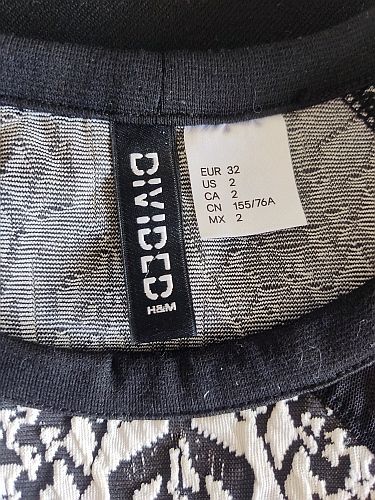 DIVIDED
H&M
EUR 32
US 2
CA 2
CN 155/76A
MX 2